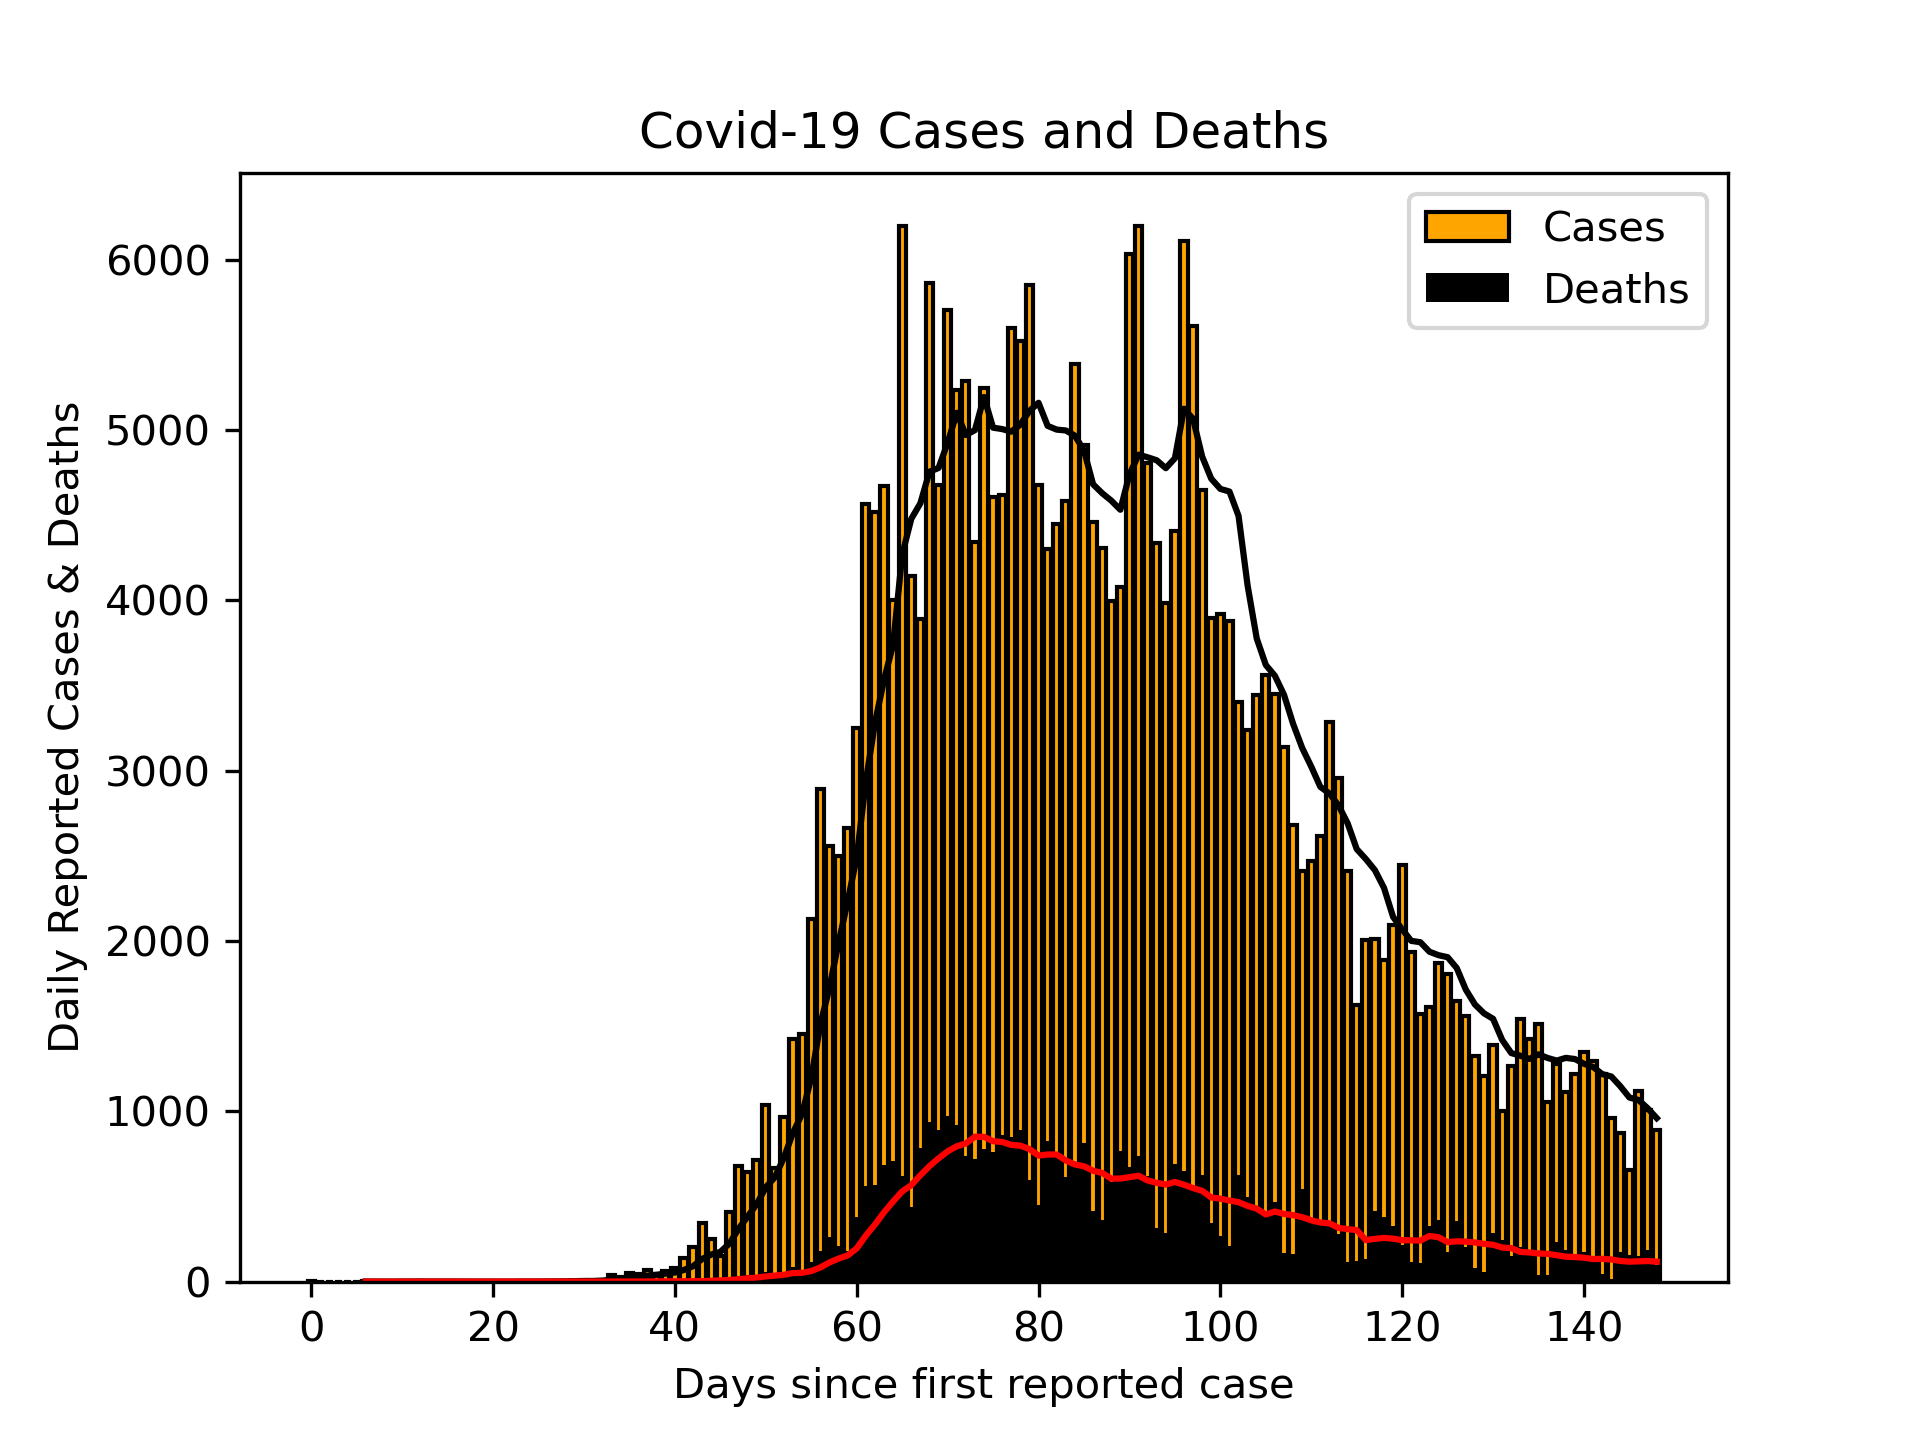 Covid-19 Cases and Deaths
Cases
Deaths
6000
5000
4000
3000
2000
1000
0
Daily Reported Cases & Deaths
0 20 40 60 80 100 120 140
Days since first reported case